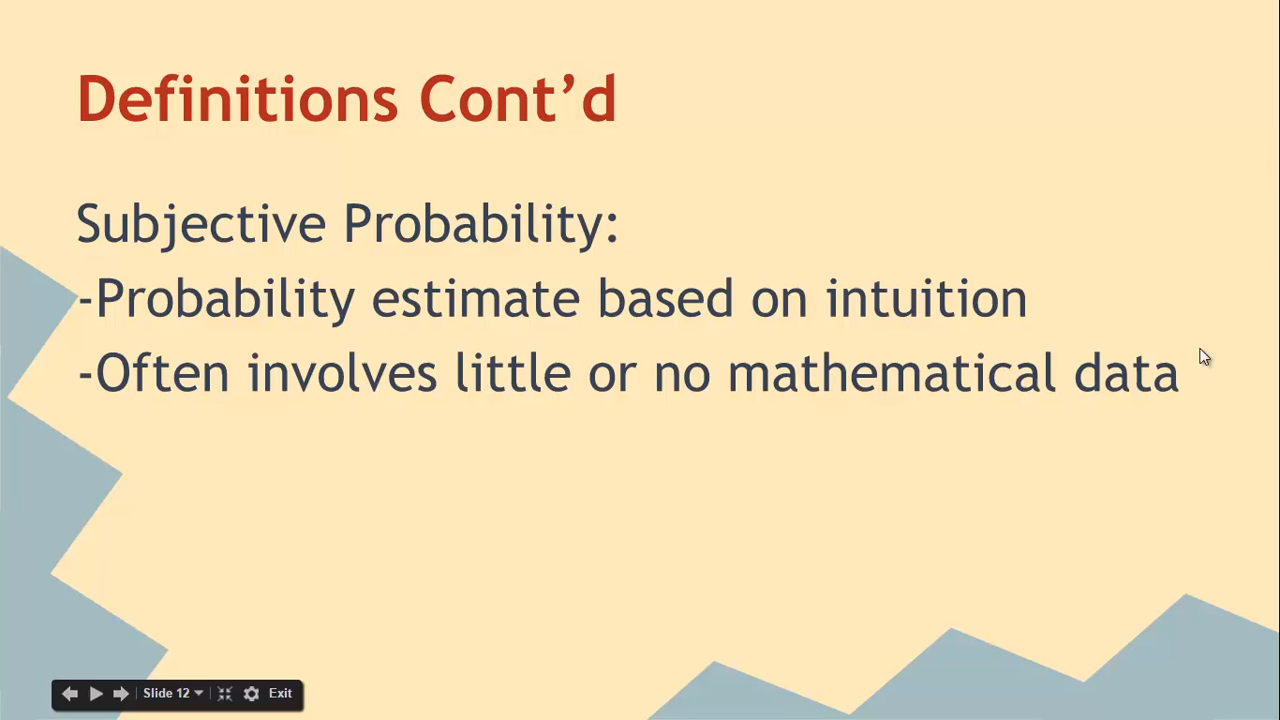 Definitions Cont’d
Subjective Probability:
-Probability estimate based on intuition
-Often involves little or no mathematical data
Slide 12
Exit